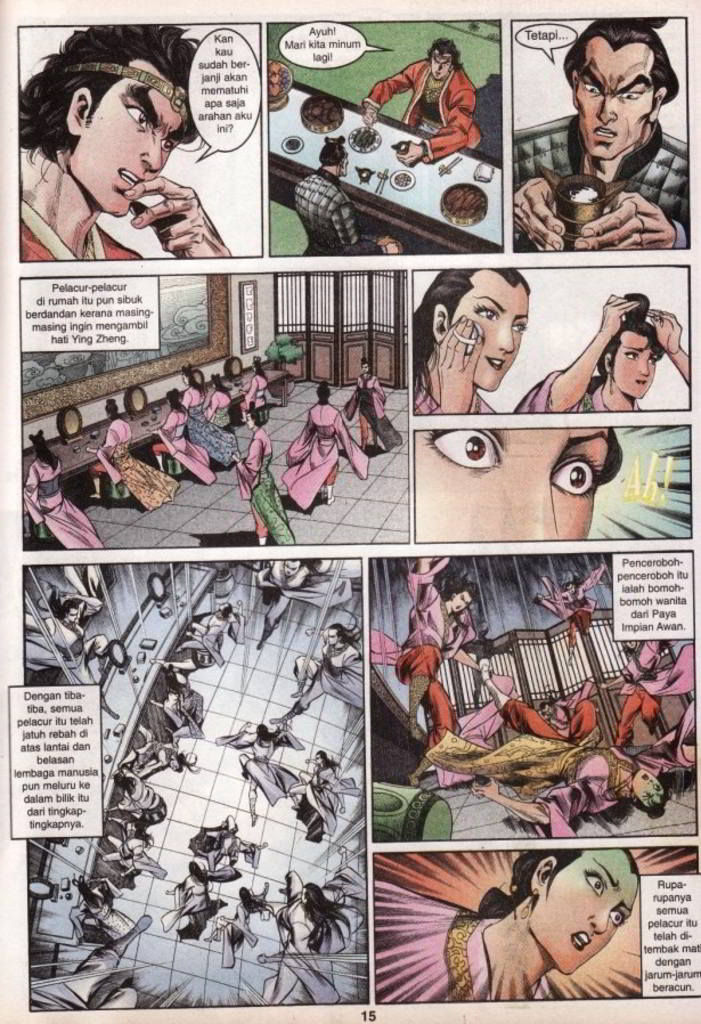 Kan
kau
sudah ber-
janji akan
mematuhi
apa saja
arahan aku
ini?
Ayuh!
Mari kita minum
lagi!
Tetapi...
Pelacur-pelacur
di rumah itu pun sibuk
berdandan kerana masing-
masing ingin mengambil
hati Ying Zheng.
Ah!
Dengan tiba-
tiba, semua
pelacur itu telah
jatuh rebah di
atas lantai dan
beberapa
lembaga manusia
pun meluru ke
dalam bilik itu
dari tingkap-
tingkapnya.
Penceroboh-
penceroboh itu
ialah bomoh-
bomoh wanita
dari Paya
Impian Awan.
Rupa-
rupanya
semua
pelacur itu
telah di-
tembak mati
dengan
jarum-jarum
beracun.
15